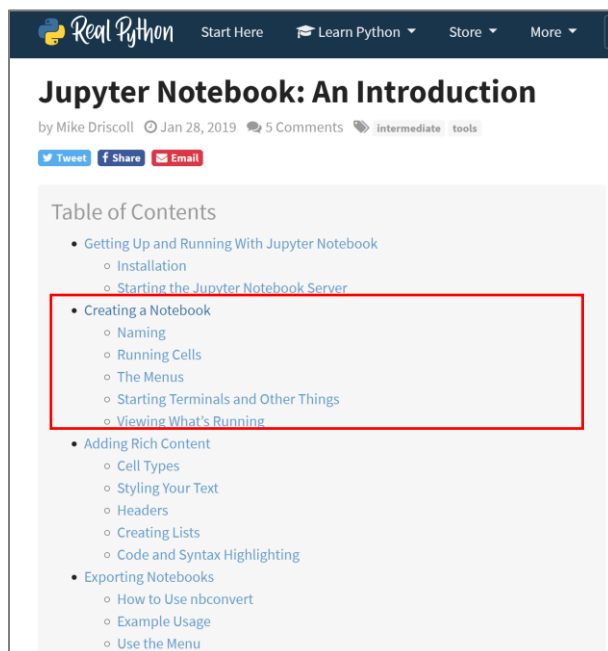 Real Python Start Here Learn Python Store More
Jupyter Notebook: An Introduction
by Mike Driscoll Jan 28, 2019 5 Comments intermediate tools
Tweet Share Email
Table of Contents
Getting Up and Running With Jupyter Notebook
Installation
Starting the Jupyter Notebook Server
Creating a Notebook
Naming
Running Cells
The Menus
Starting Terminals and Other Things
Viewing What's Running
Adding Rich Content
Cell Types
Styling Your Text
Headers
Creating Lists
Code and Syntax Highlighting
Exporting Notebooks
How to Use nbconvert
Example Usage
Use the Menu